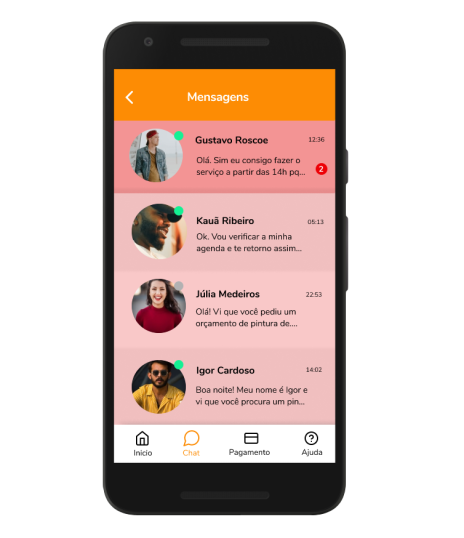 Mensagens
Gustavo Roscoe 12:36
Olá. Sim eu consigo fazer o
serviço a partir das 14h pq... 2
Kauã Ribeiro 05:13
Ok. Vou verificar a minha
agenda e te retorno assim...
Júlia Medeiros 22:53
Olá! Vi que você pediu um
orçamento de pintura de....
Igor Cardoso 14:02
Boa noite! Meu nome é Igor e
vi que você procura um pin...
Início Chat Pagamento Ajuda